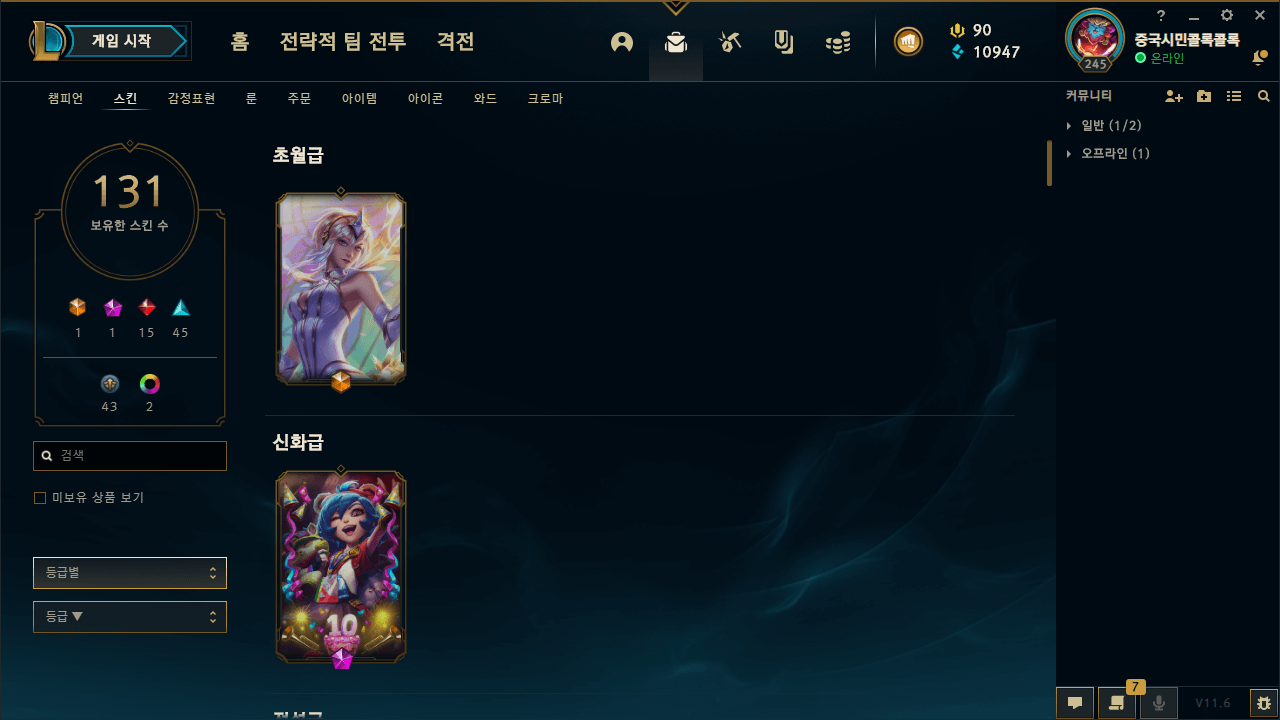 게임 시작
홈
전략적 팀 전투
격전
90
10947
245
중국시민콜록콜록
온라인
챔피언
스킨
감정표현
룬
주문
아이템
아이콘
와드
크로마
커뮤니티
일반 (1/2)
오프라인 (1)
131
보유한 스킨 수
1
1
15
45
43
2
검색
미보유 상품 보기
등급별
등급 ▼
초월급
신화급
10
7
V11.6